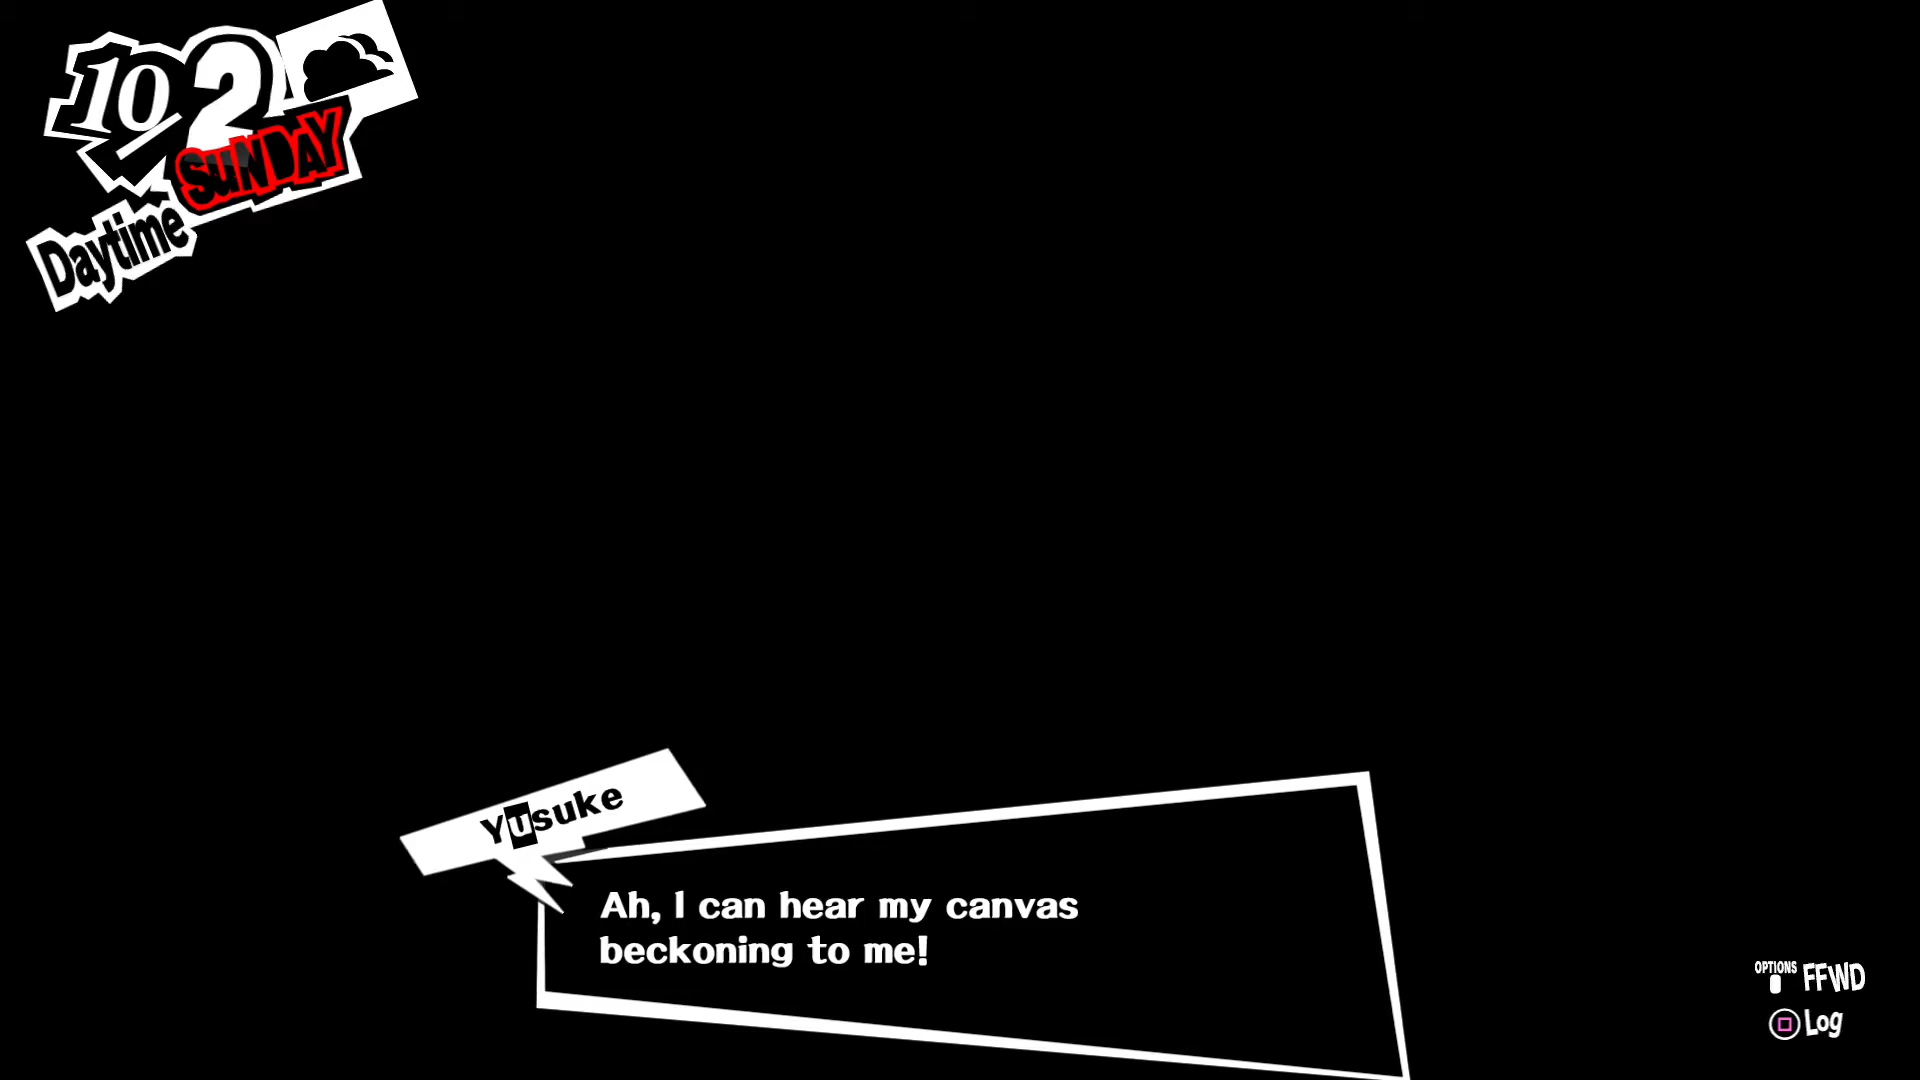 10/2
SUNDAY
Daytime
Yusuke
Ah, I can hear my canvas
beckoning to me!
OPTIONS FFWD
Log